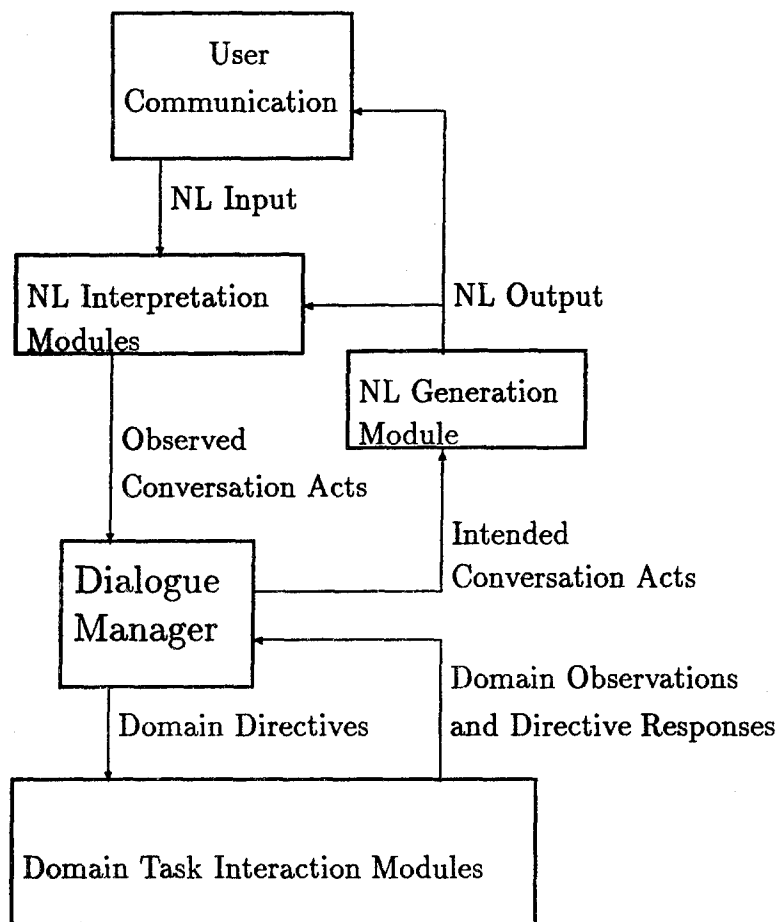 User
Communication
NL Input
NL Interpretation
Modules
NL Output
NL Generation
Module
Observed
Conversation Acts
Intended
Conversation Acts
Dialogue
Manager
Domain Observations
and Directive Responses
Domain Directives
Domain Task Interaction Modules